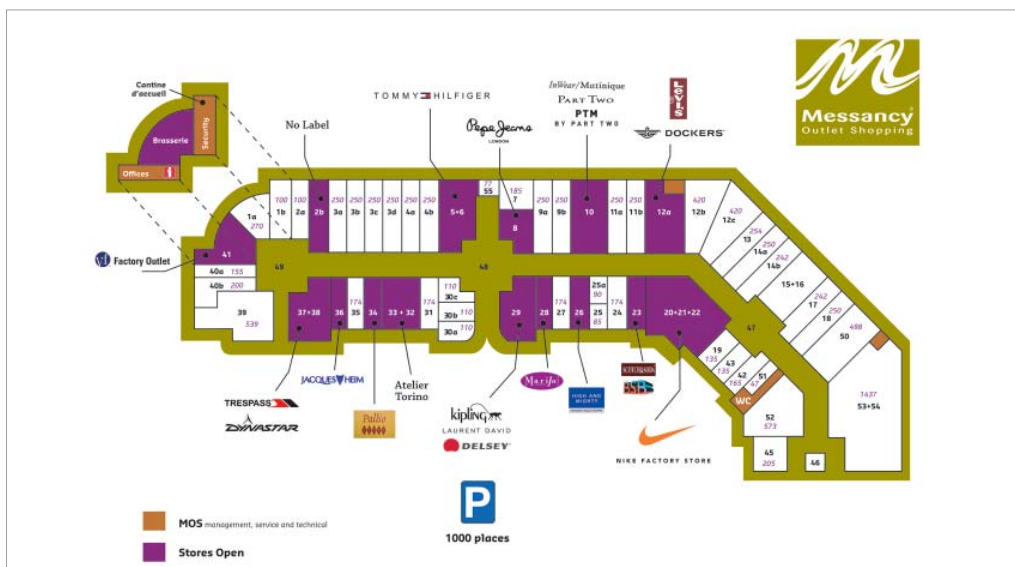 Cantine
d'accueil
Brasserie
Security
Offices
No Label
TOMMY HILFIGER
Pepe Jeans
LONDON
InWear/Matinique
PART TWO
PTM
BY PART TWO
LEVI'S
DOCKERS
Messancy
Outlet Shopping
Factory Outlet
41
1a
270
100
1b
100
2a
2b
250
3a
250
3b
250
3c
250
3d
250
4a
250
4b
5+6
77
55
185
7
8
250
9a
250
9b
10
250
11a
250
11b
12a
420
12b
420
12c
254
13
250
14a
242
14b
15+16
242
17
250
18
488
50
1437
53+54
40a 155
40b 200
39
539
49
48
47
37+38
36
174
35
34
33 + 32
174
31
110
30c
30b 110
30a 110
29
28
174
27
26
25a
90
25
85
174
24
23
20+21+22
19
135
43
135
42
165
51
47
WC
52
573
45
205
46
TRESPASS
DYNASTAR
JACQUES HEIM
Pallio
Atelier
Torino
kipling
LAURENT DAVID
DELSEY
Marifa!
HIGH AND
MIGHTY
NIKE FACTORY STORE
P
1000 places
MOS management, service and technical
Stores Open